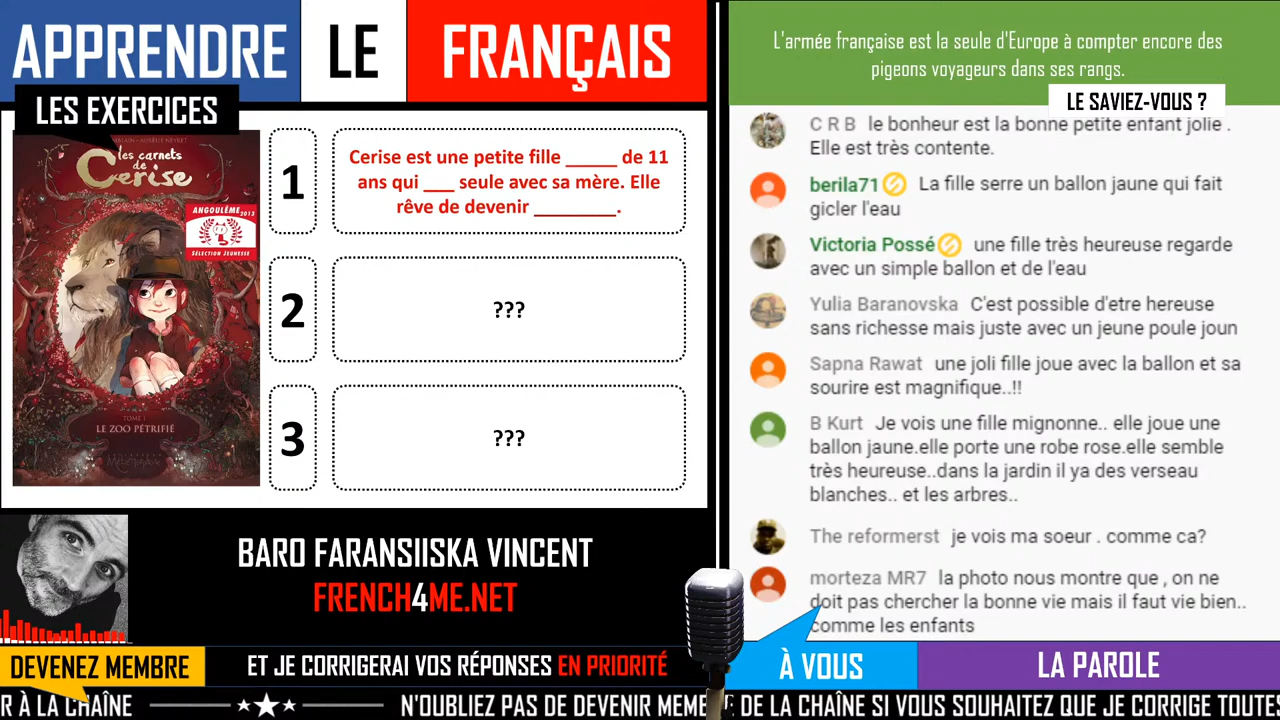 APPRENDRE LE FRANÇAIS
LES EXERCICES
les carnets
de
Cerise
ANGOULÊME 2013
SÉLECTION JEUNESSE
TOME 1
LE ZOO PÉTRIFIÉ
1
Cerise est une petite fille _____ de 11
ans qui ___ seule avec sa mère. Elle
rêve de devenir ________.
2
???
3
???
BARO FARANSIISKA VINCENT
FRENCH4ME.NET
DEVENEZ MEMBRE
ET JE CORRIGERAI VOS RÉPONSES EN PRIORITÉ
L'armée française est la seule d'Europe à compter encore des
pigeons voyageurs dans ses rangs.
LE SAVIEZ-VOUS ?
C R B le bonheur est la bonne petite enfant jolie .
Elle est très contente.
berila71 La fille serre un ballon jaune qui fait
gicler l'eau
Victoria Possé une fille très heureuse regarde
avec un simple ballon et de l'eau
Yulia Baranovska C'est possible d'etre hereuse
sans richesse mais juste avec un jeune poule joun
Sapna Rawat une joli fille joue avec la ballon et sa
sourire est magnifique..!!
B Kurt Je vois une fille mignonne.. elle joue une
ballon jaune.elle porte une robe rose.elle semble
très heureuse..dans la jardin il ya des verseau
blanches.. et les arbres..
The reformerst je vois ma soeur . comme ca?
morteza MR7 la photo nous montre que , on ne
doit pas chercher la bonne vie mais il faut vie bien..
comme les enfants
À VOUS
LA PAROLE
R À LA CHAÎNE N'OUBLIEZ PAS DE DEVENIR MEMB DE LA CHAÎNE SI VOUS SOUHAITEZ QUE JE CORRIGE TOUTES